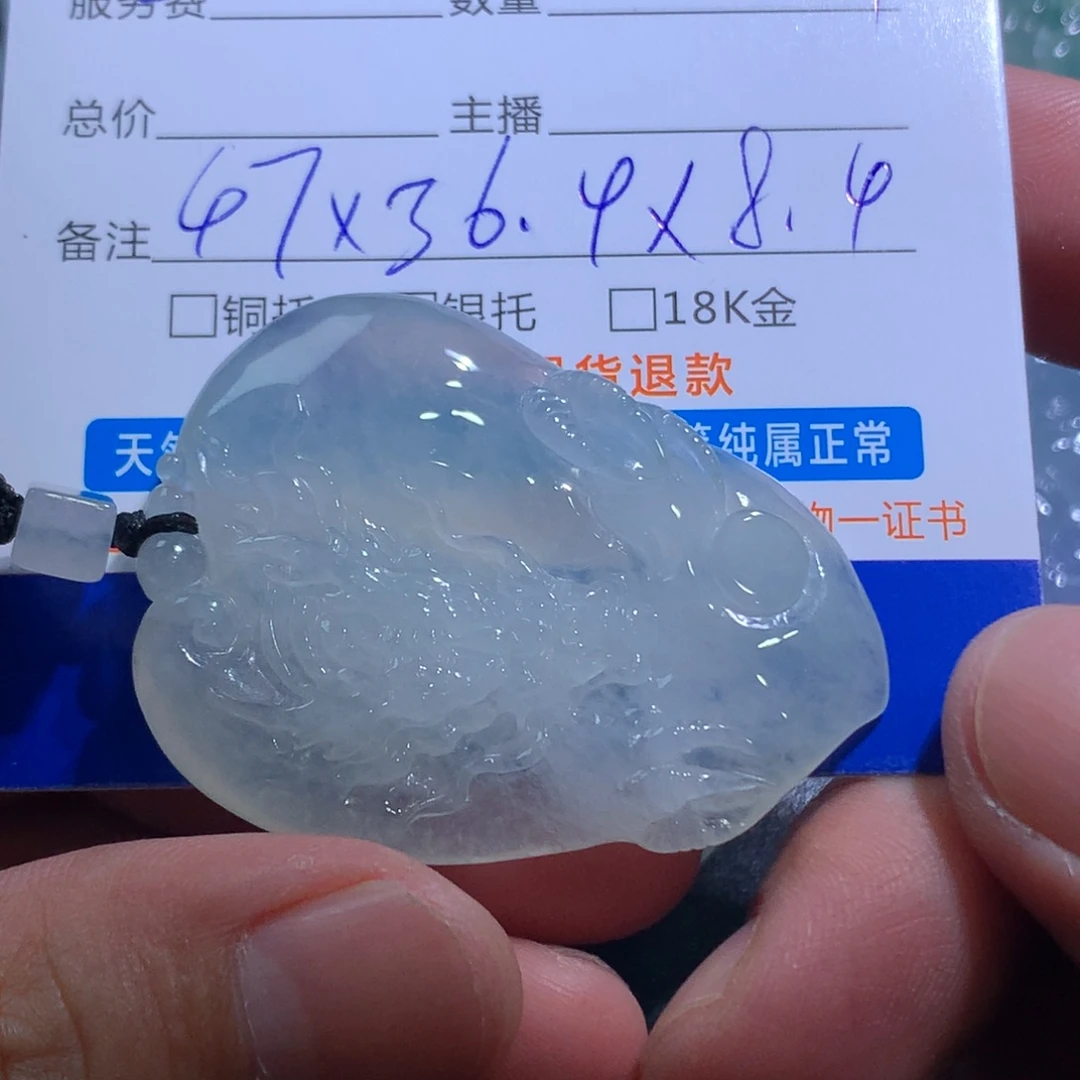 服务费 数量
总价 主播
备注 47x36.4x8.4
铜托 银托 18K金
货退款
天 纯属正常
一证书